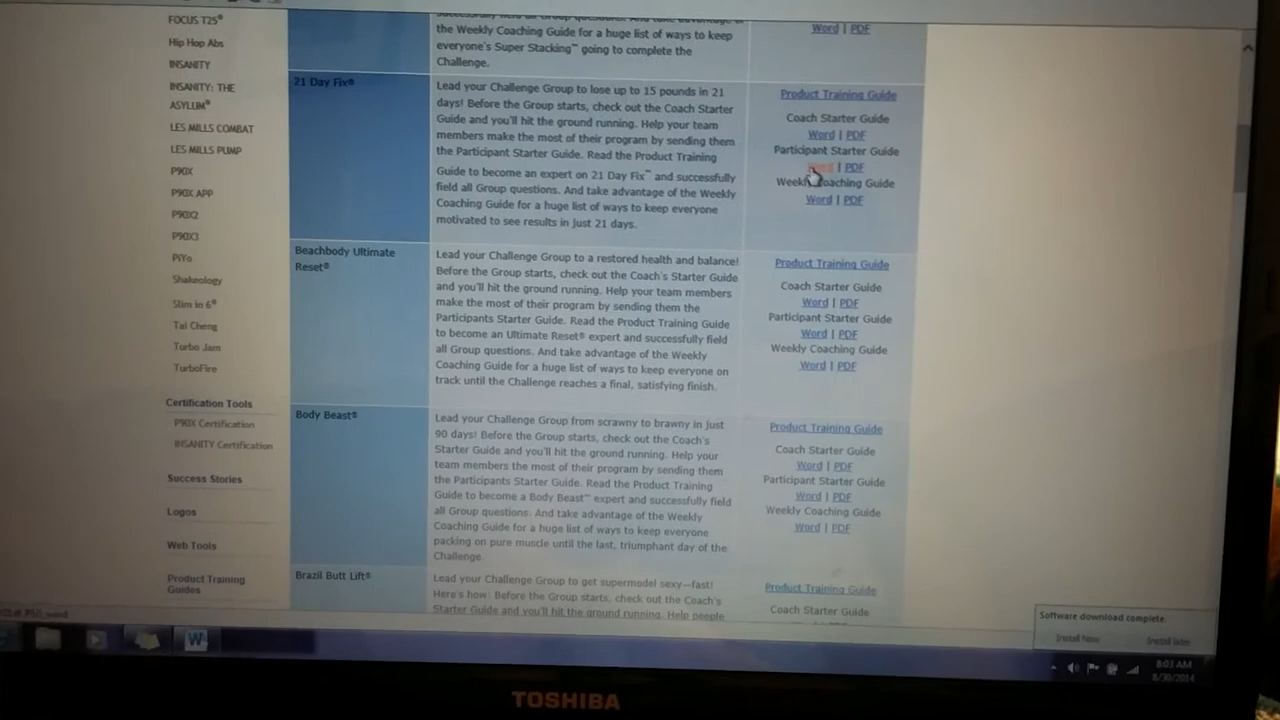 FOCUS T25®
Hip Hop Abs
INSANITY
INSANITY: THE
ASYLUM®
LES MILLS COMBAT
LES MILLS PUMP
P90X
P90X APP
P90X2
P90X3
PiYo
Shakeology
Slim in 6®
Tai Cheng
Turbo Jam
TurboFire
Certification Tools
P90X Certification
INSANITY Certification
Success Stories
Logos
Web Tools
Product Training
Guides
the Weekly Coaching Guide for a huge list of ways to keep
everyone's Super Stacking™ going to complete the
Challenge.
Word | PDF
21 Day Fix®
Lead your Challenge Group to lose up to 15 pounds in 21
days! Before the Group starts, check out the Coach Starter
Guide and you'll hit the ground running. Help your team
members make the most of their program by sending them
the Participant Starter Guide. Read the Product Training
Guide to become an expert on 21 Day Fix™ and successfully
field all Group questions. And take advantage of the Weekly
Coaching Guide for a huge list of ways to keep everyone
motivated to see results in just 21 days.
Product Training Guide
Coach Starter Guide
Word | PDF
Participant Starter Guide
| PDF
Weekly Coaching Guide
Word | PDF
Beachbody Ultimate
Reset®
Lead your Challenge Group to a restored health and balance!
Before the Group starts, check out the Coach's Starter Guide
and you'll hit the ground running. Help your team members
make the most of their program by sending them the
Participants Starter Guide. Read the Product Training Guide
to become an Ultimate Reset® expert and successfully field
all Group questions. And take advantage of the Weekly
Coaching Guide for a huge list of ways to keep everyone on
track until the Challenge reaches a final, satisfying finish.
Product Training Guide
Coach Starter Guide
Word | PDF
Participant Starter Guide
Word | PDF
Weekly Coaching Guide
Word | PDF
Body Beast®
Lead your Challenge Group from scrawny to brawny in just
90 days! Before the Group starts, check out the Coach's
Starter Guide and you'll hit the ground running. Help your
team members the most of their program by sending them
the Participants Starter Guide. Read the Product Training
Guide to become a Body Beast™ expert and successfully field
all Group questions. And take advantage of the Weekly
Coaching Guide for a huge list of ways to keep everyone
packing on pure muscle until the last, triumphant day of the
Challenge.
Product Training Guide
Coach Starter Guide
Word | PDF
Participant Starter Guide
Word | PDF
Weekly Coaching Guide
Word | PDF
Brazil Butt Lift®
Lead your Challenge Group to get supermodel sexy—fast!
Here's how: Before the Group starts, check out the Coach's
Starter Guide and you'll hit the ground running. Help people
Product Training Guide
Coach Starter Guide
Software download complete.
Install Now Install later
8:03 AM
8/30/2014
TOSHIBA